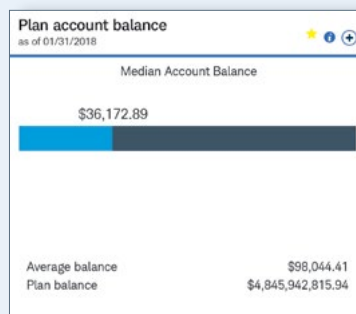 Plan account balance
as of 01/31/2018
Median Account Balance
$36,172.89
Average balance $98,044.41
Plan balance $4,845,942,815.94